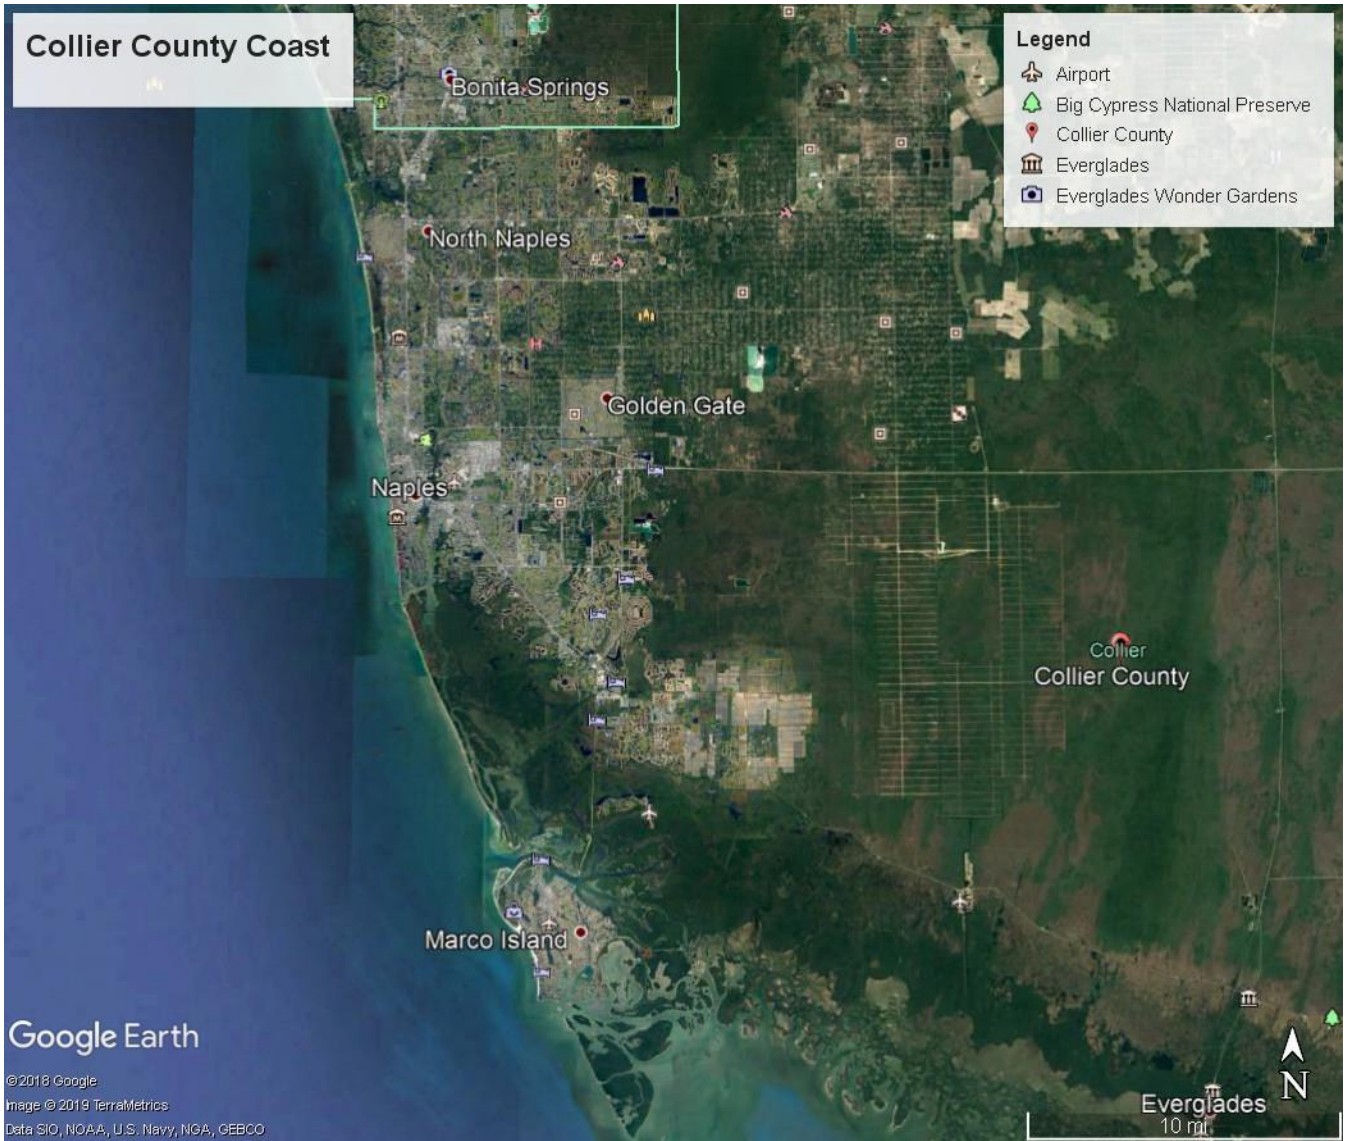 Collier County Coast
Bonita Springs
Legend
Airport
Big Cypress National Preserve
Collier County
Everglades
Everglades Wonder Gardens
North Naples
Golden Gate
Naples
Collier
Collier County
Marco Island
Google Earth
©2018 Google
Image © 2019 TerraMetrics
Data SIO, NOAA, U.S. Navy, NGA, GEBCO
N
Everglades
10 mi